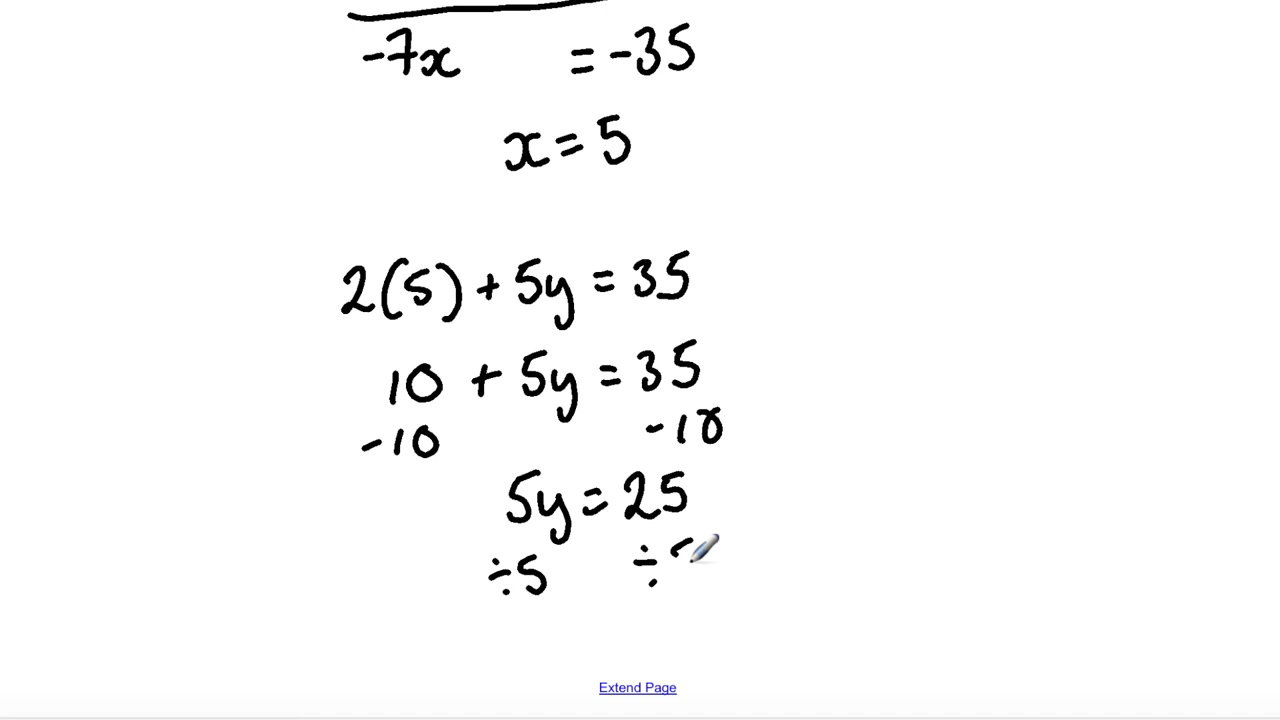 -7x = -35
x = 5
2(5) + 5y = 35
10 + 5y = 35
-10 -10
5y = 25
÷5 ÷
Extend Page